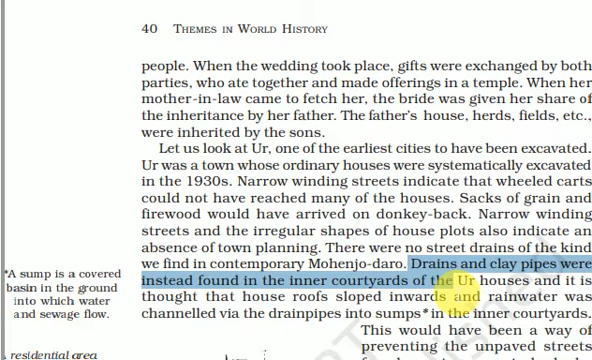 40 THEMES IN WORLD HISTORY
people. When the wedding took place, gifts were exchanged by both
parties, who ate together and made offerings in a temple. When her
mother-in-law came to fetch her, the bride was given her share of
the inheritance by her father. The father's house, herds, fields, etc.,
were inherited by the sons.
Let us look at Ur, one of the earliest cities to have been excavated.
Ur was a town whose ordinary houses were systematically excavated
in the 1930s. Narrow winding streets indicate that wheeled carts
could not have reached many of the houses. Sacks of grain and
firewood would have arrived on donkey-back. Narrow winding
streets and the irregular shapes of house plots also indicate an
absence of town planning. There were no street drains of the kind
we find in contemporary Mohenjo-daro. Drains and clay pipes were
instead found in the inner courtyards of the Ur houses and it is
thought that house roofs sloped inwards and rainwater was
channelled via the drainpipes into sumps* in the inner courtyards.
This would have been a way of
preventing the unpaved streets
*A sump is a covered
basin in the ground
into which water
and sewage flow.
residential area